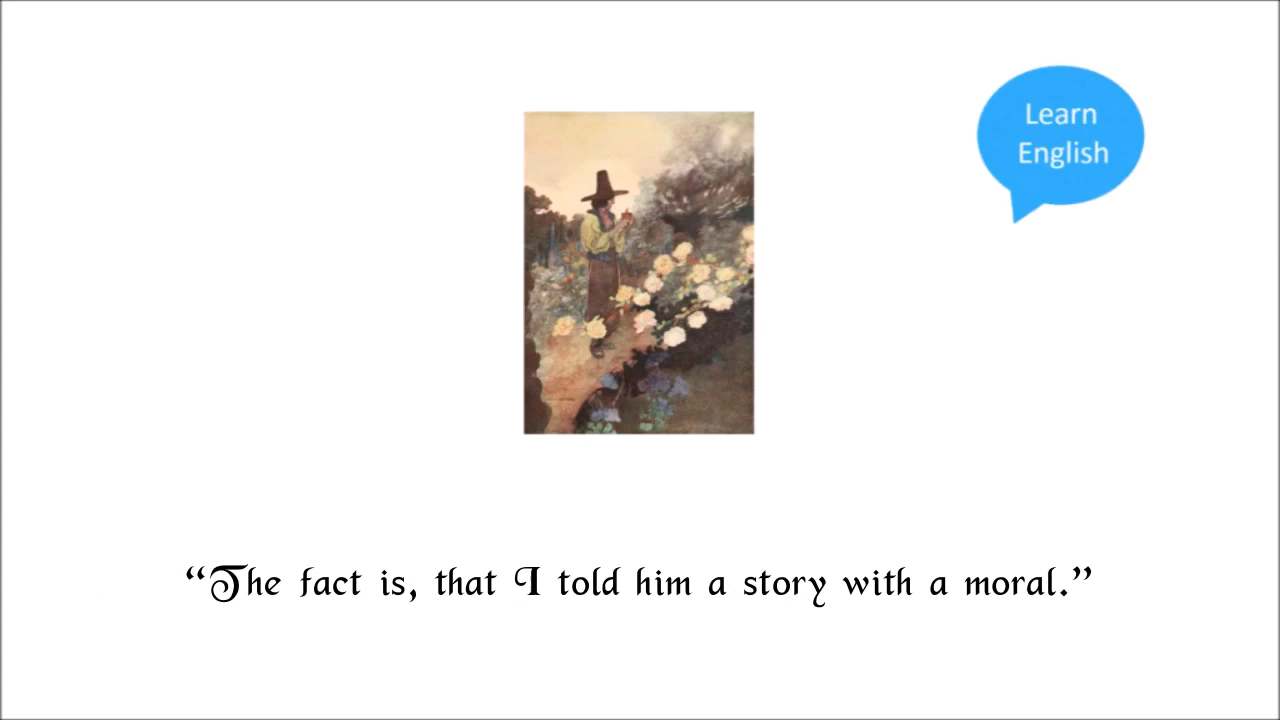 Learn
English
“The fact is, that I told him a story with a moral.”